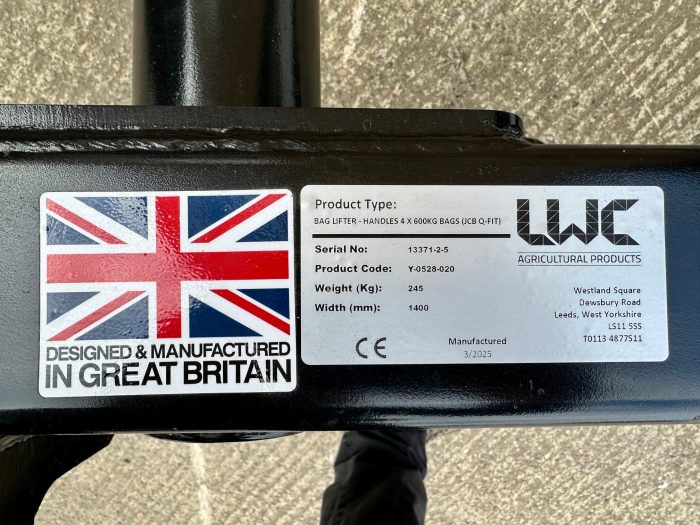 DESIGNED & MANUFACTURED
IN GREAT BRITAIN
Product Type:
BAG LIFTER - HANDLES 4 X 600KG BAGS (JCB Q-FIT)
Serial No: 13371-2-5
Product Code: Y-0528-020
Weight (Kg): 245
Width (mm): 1400
CE
Manufactured
3/2025
LWC
AGRICULTURAL PRODUCTS
Westland Square
Dewsbury Road
Leeds, West Yorkshire
LS11 5SS
T0113 4877511